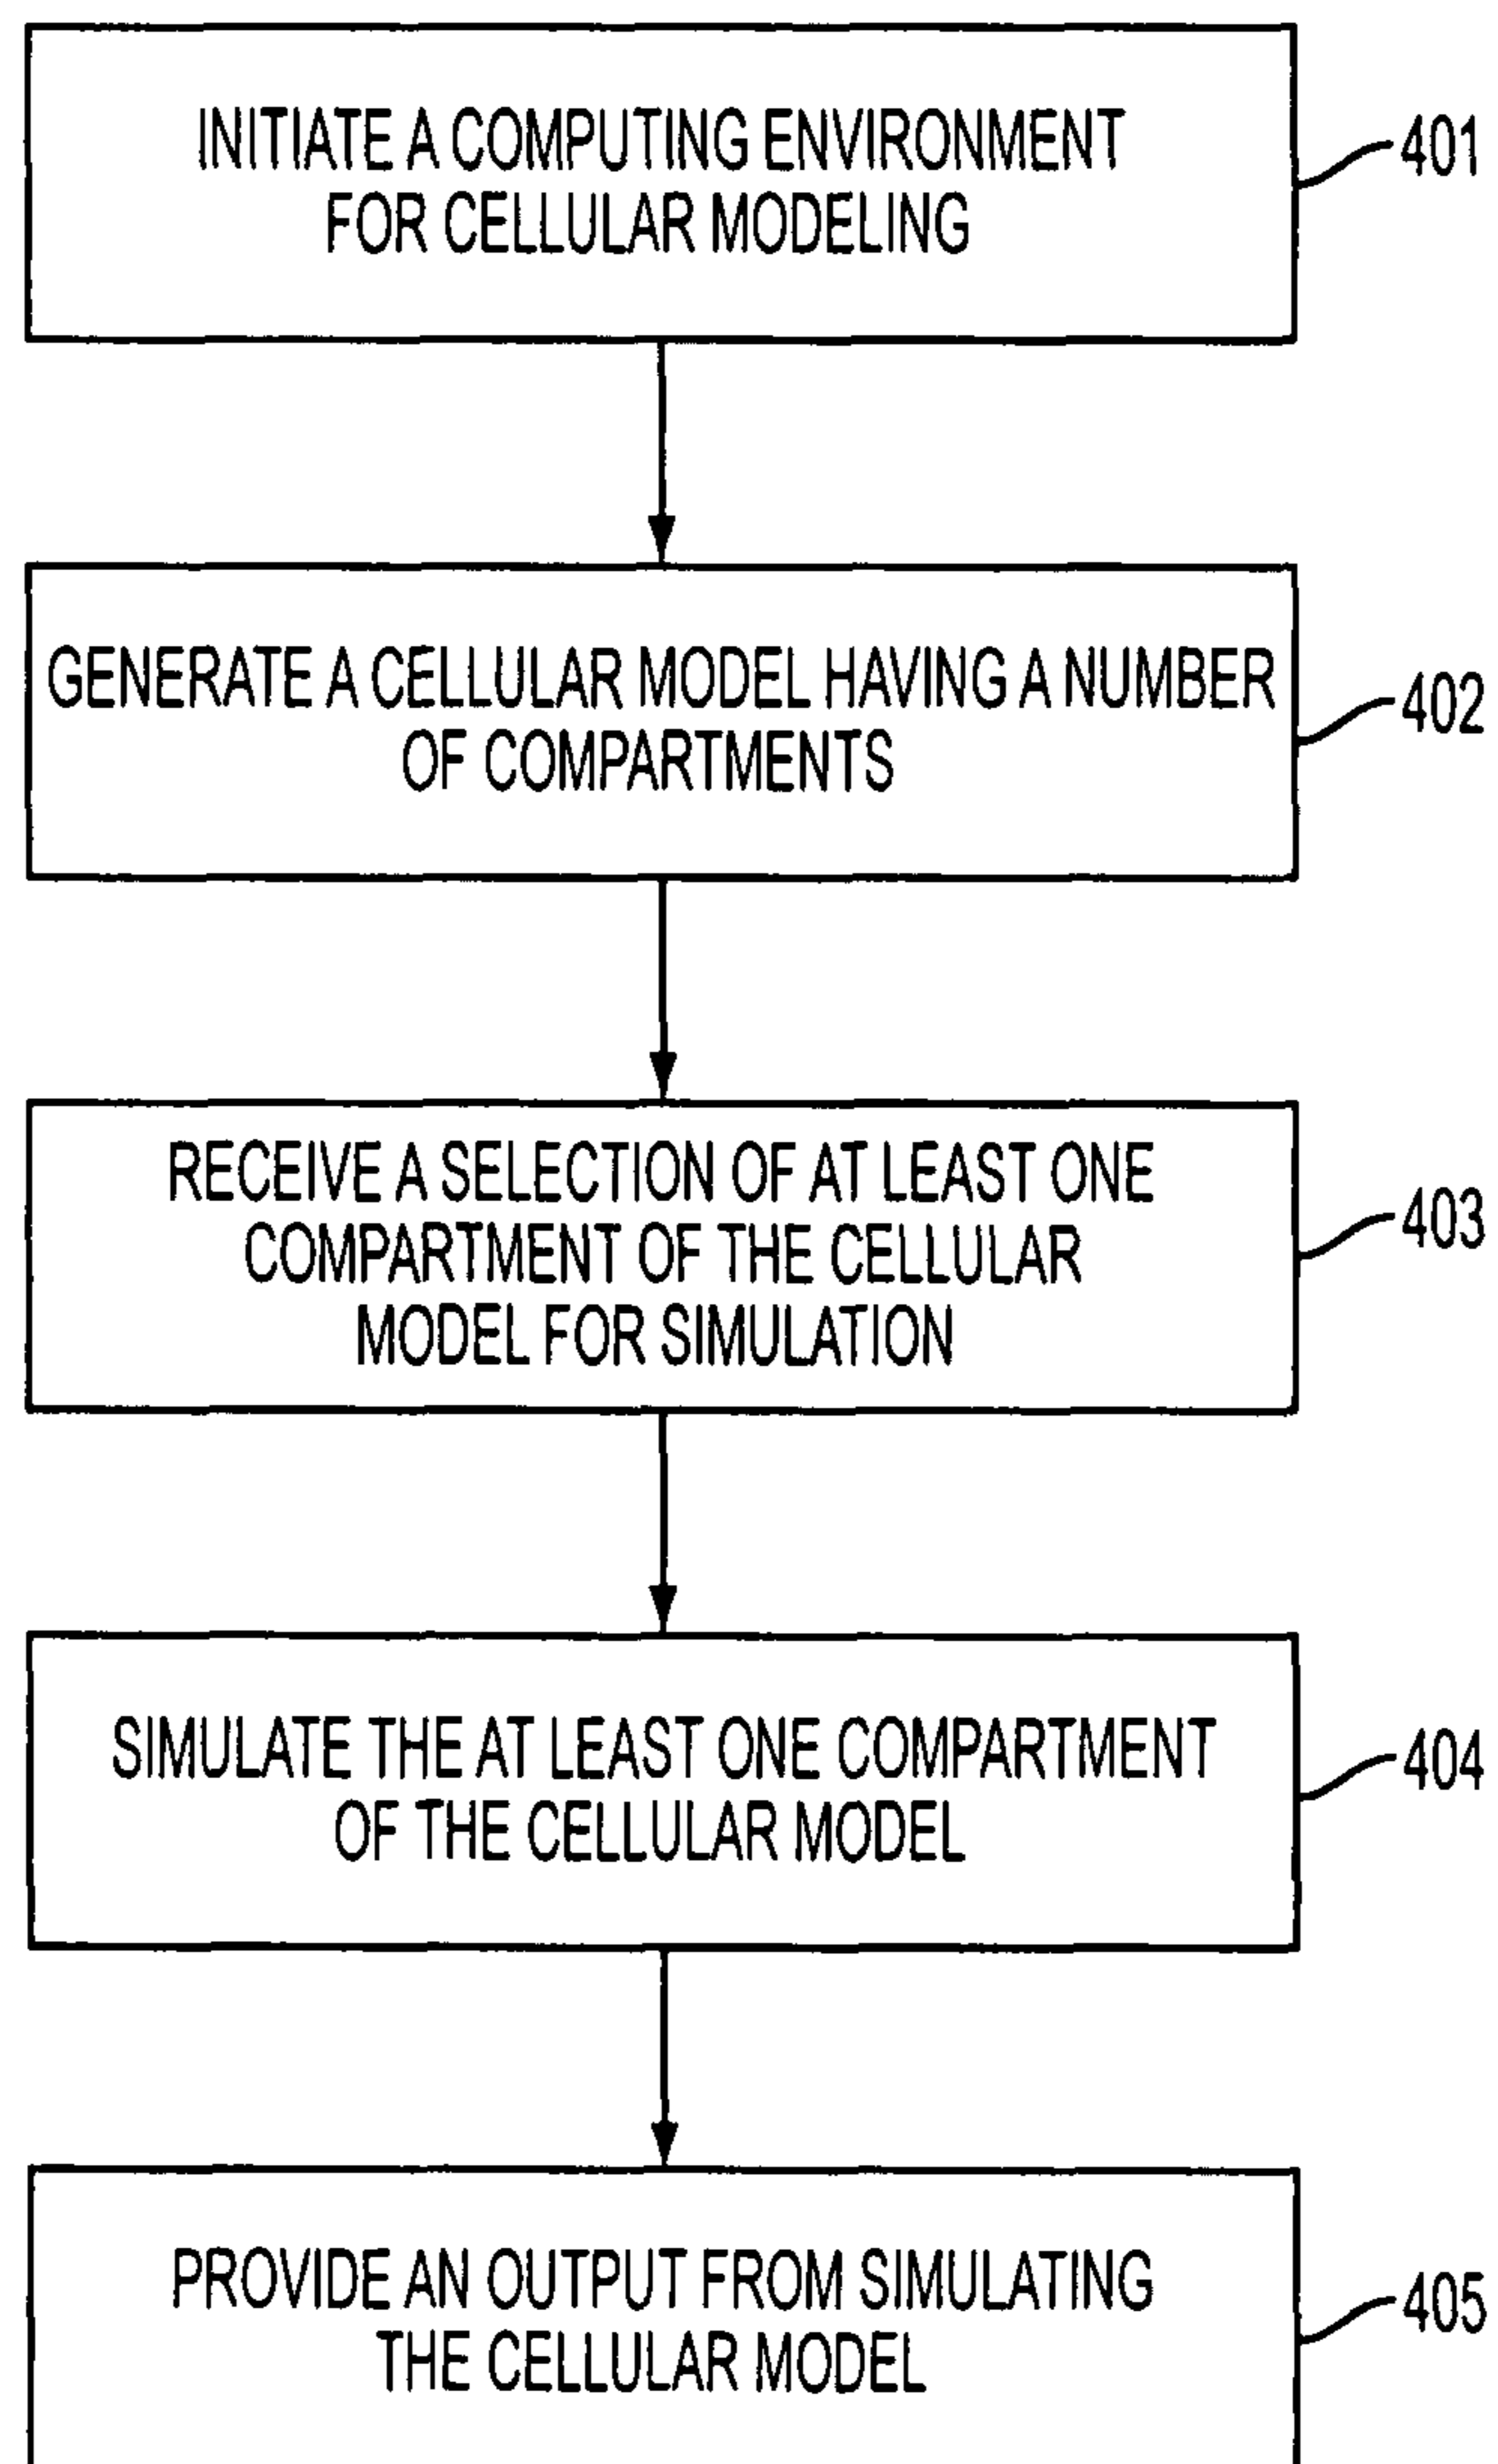 INITIATE A COMPUTING ENVIRONMENT
FOR CELLULAR MODELING
401
GENERATE A CELLULAR MODEL HAVING A NUMBER
OF COMPARTMENTS
402
RECEIVE A SELECTION OF AT LEAST ONE
COMPARTMENT OF THE CELLULAR
MODEL FOR SIMULATION
403
SIMULATE THE AT LEAST ONE COMPARTMENT
OF THE CELLULAR MODEL
404
PROVIDE AN OUTPUT FROM SIMULATING
THE CELLULAR MODEL
405